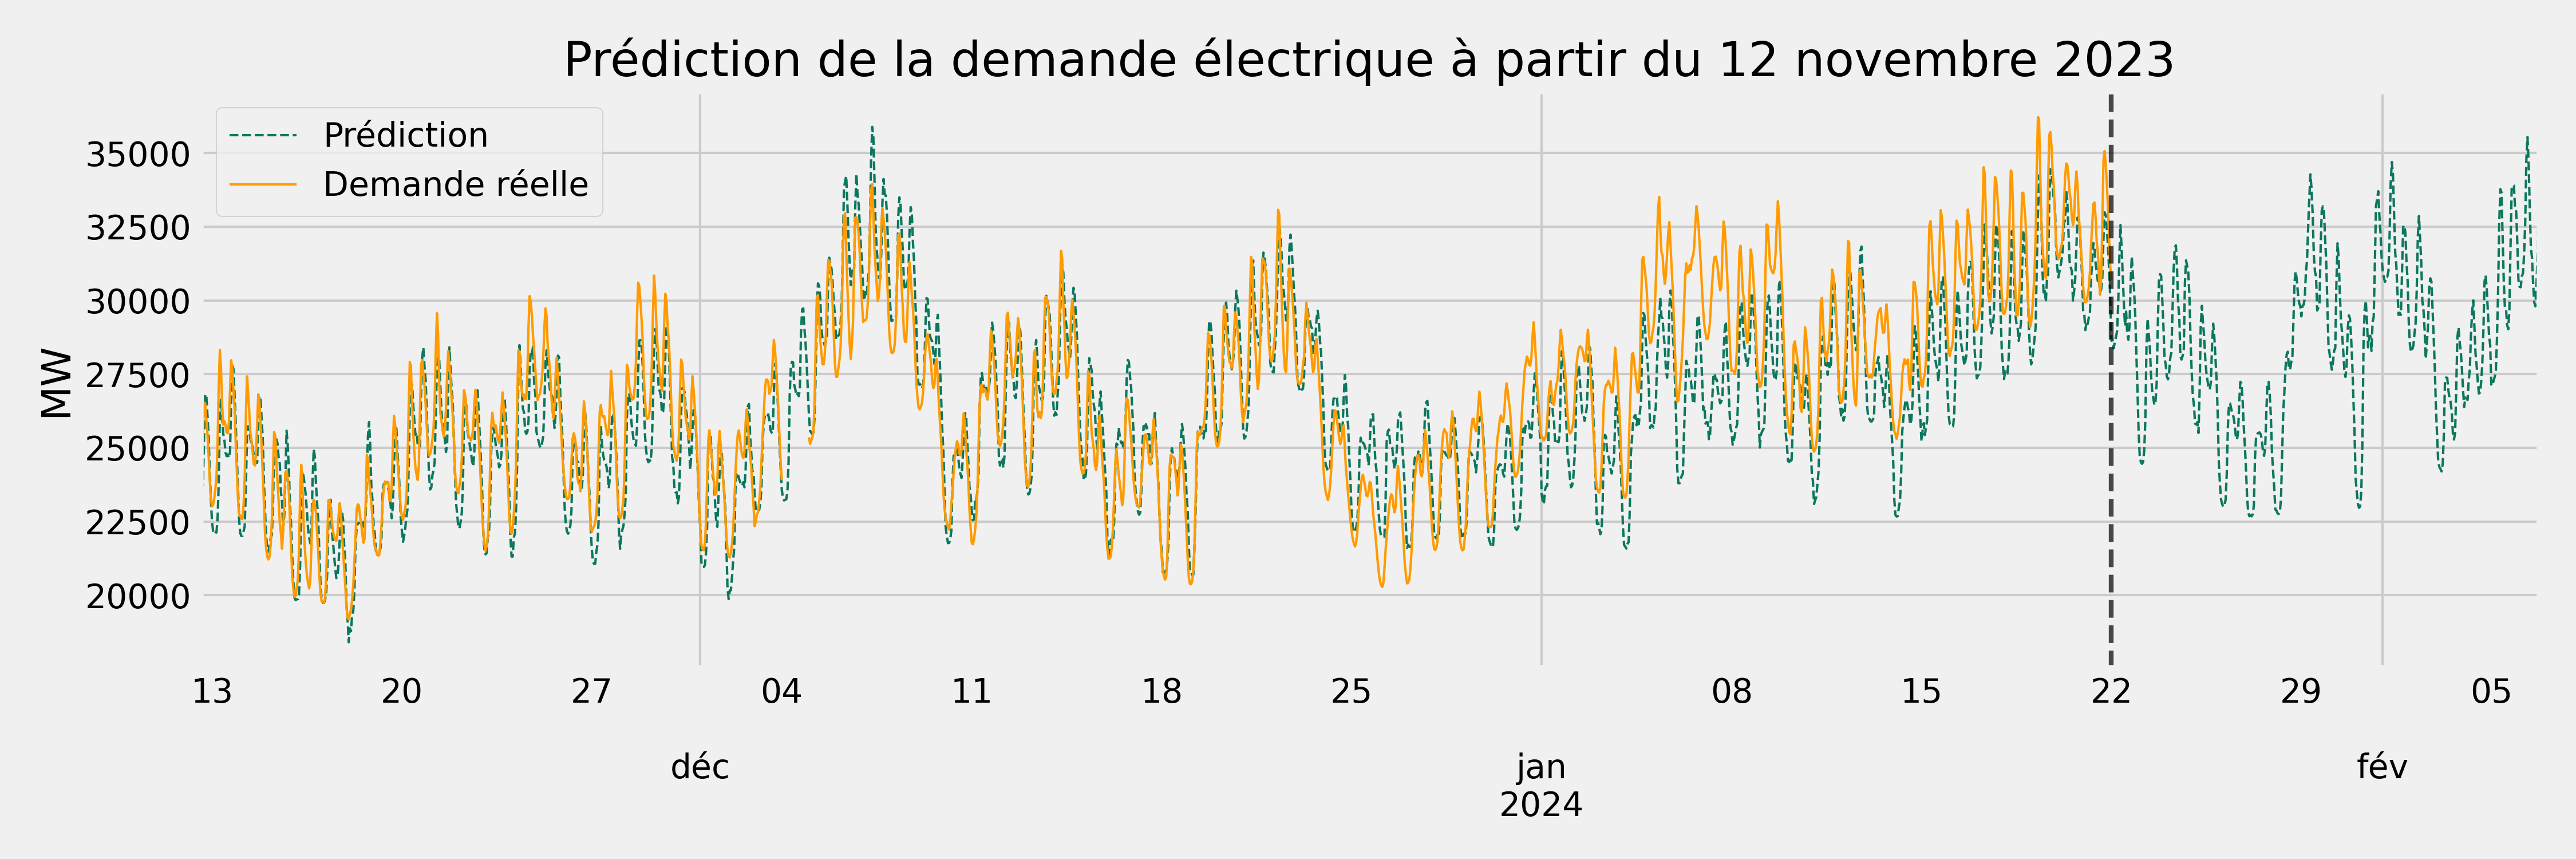 Prédiction de la demande électrique à partir du 12 novembre 2023
Prédiction
Demande réelle
MW
35000
32500
30000
27500
25000
22500
20000
13 20 27 04 11 18 25 08 15 22 29 05
déc jan fév
2024